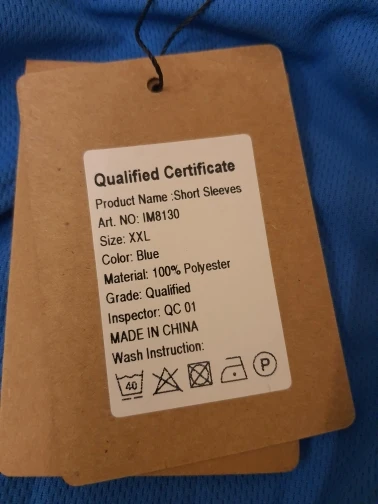 Qualified Certificate
Product Name :Short Sleeves
Art. NO: IM8130
Size: XXL
Color: Blue
Material: 100% Polyester
Grade: Qualified
Inspector: QC 01
MADE IN CHINA
Wash Instruction:
40 P